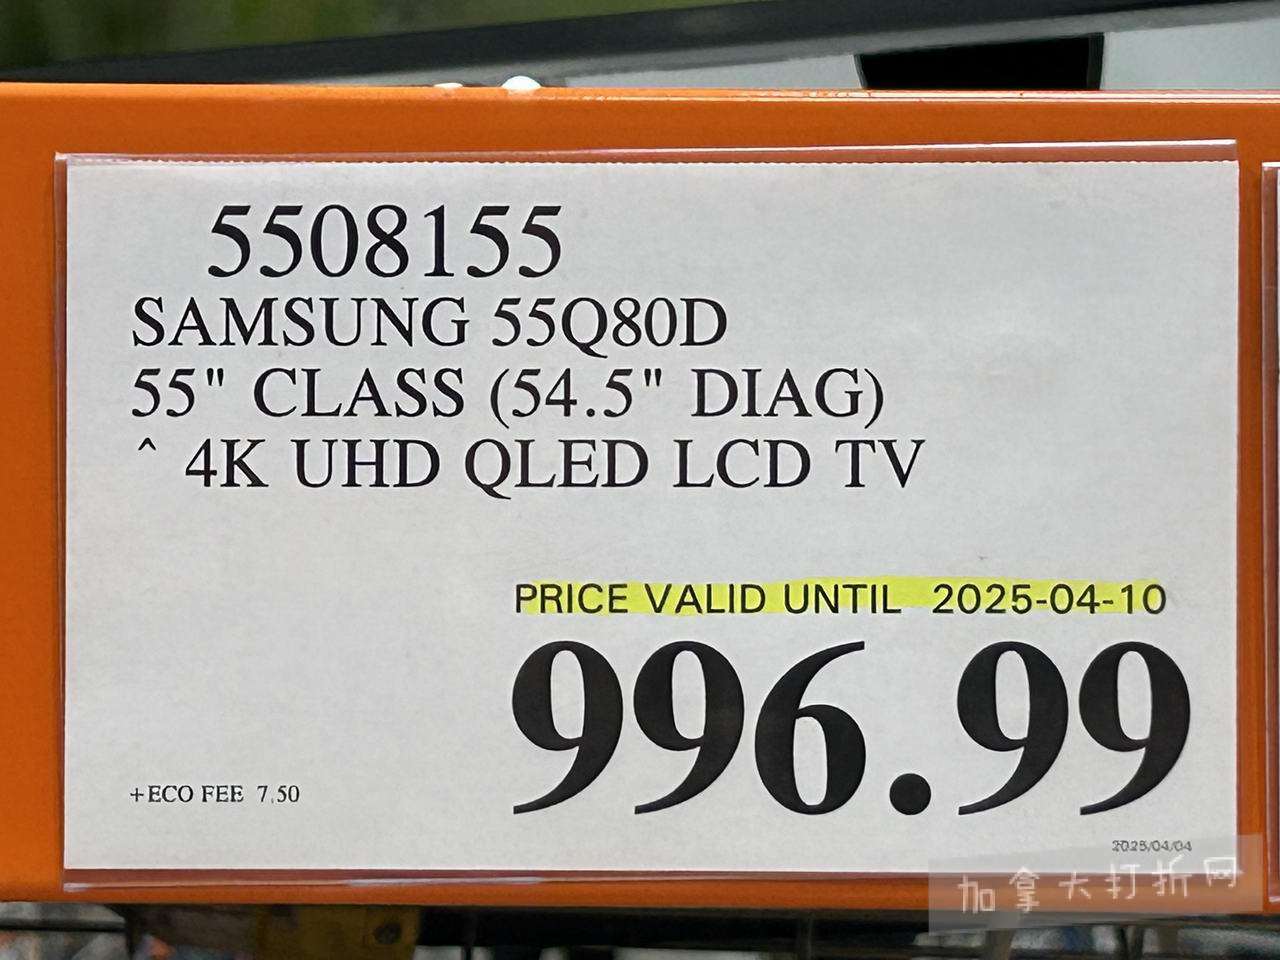 5508155
SAMSUNG 55Q80D
55" CLASS (54.5" DIAG)
^ 4K UHD QLED LCD TV
PRICE VALID UNTIL 2025-04-10
996.99
+ECO FEE 7.50
2025/04/04
加拿大打折网